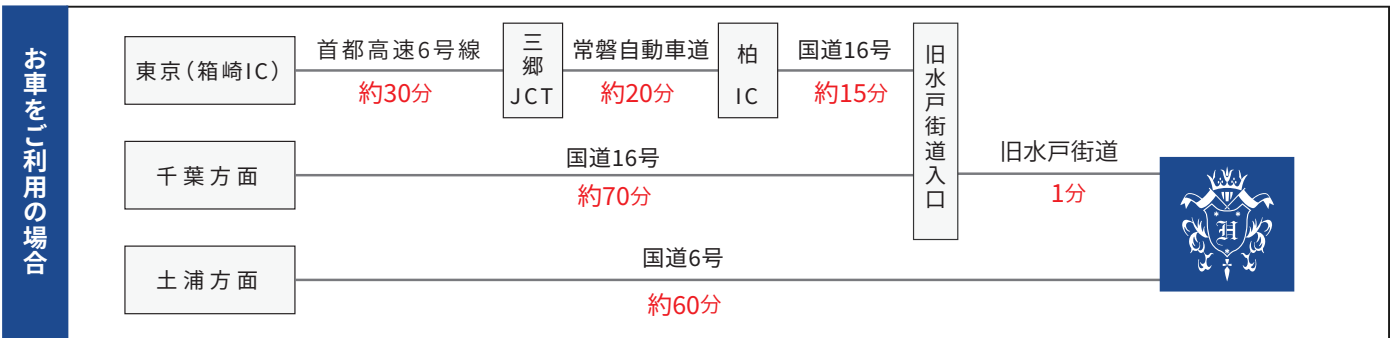 お車をご利用の場合
東京（箱崎IC）
首都高速6号線
約30分
三郷JCT
常磐自動車道
約20分
柏IC
国道16号
約15分
旧水戸街道入口
千葉方面
国道16号
約70分
旧水戸街道
1分
土浦方面
国道6号
約60分
H